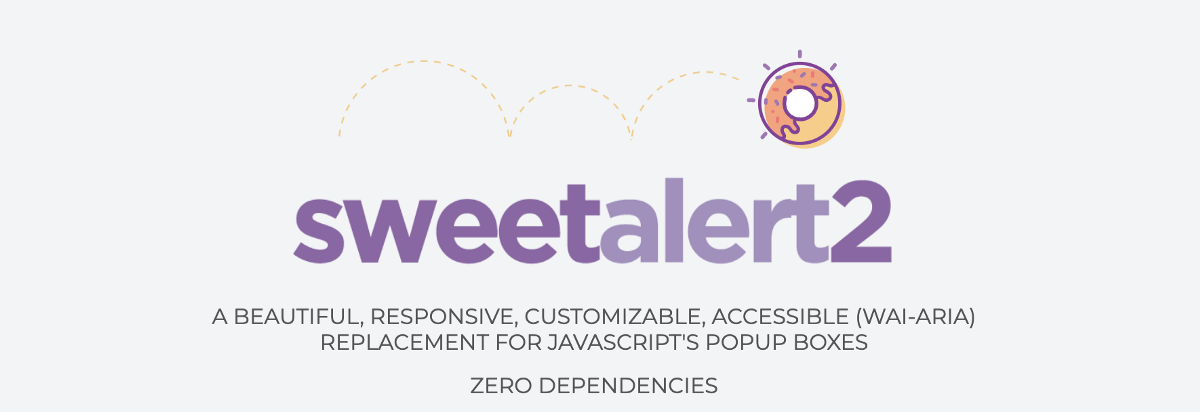 sweetalert2
A BEAUTIFUL, RESPONSIVE, CUSTOMIZABLE, ACCESSIBLE (WAI-ARIA)
REPLACEMENT FOR JAVASCRIPT'S POPUP BOXES
ZERO DEPENDENCIES